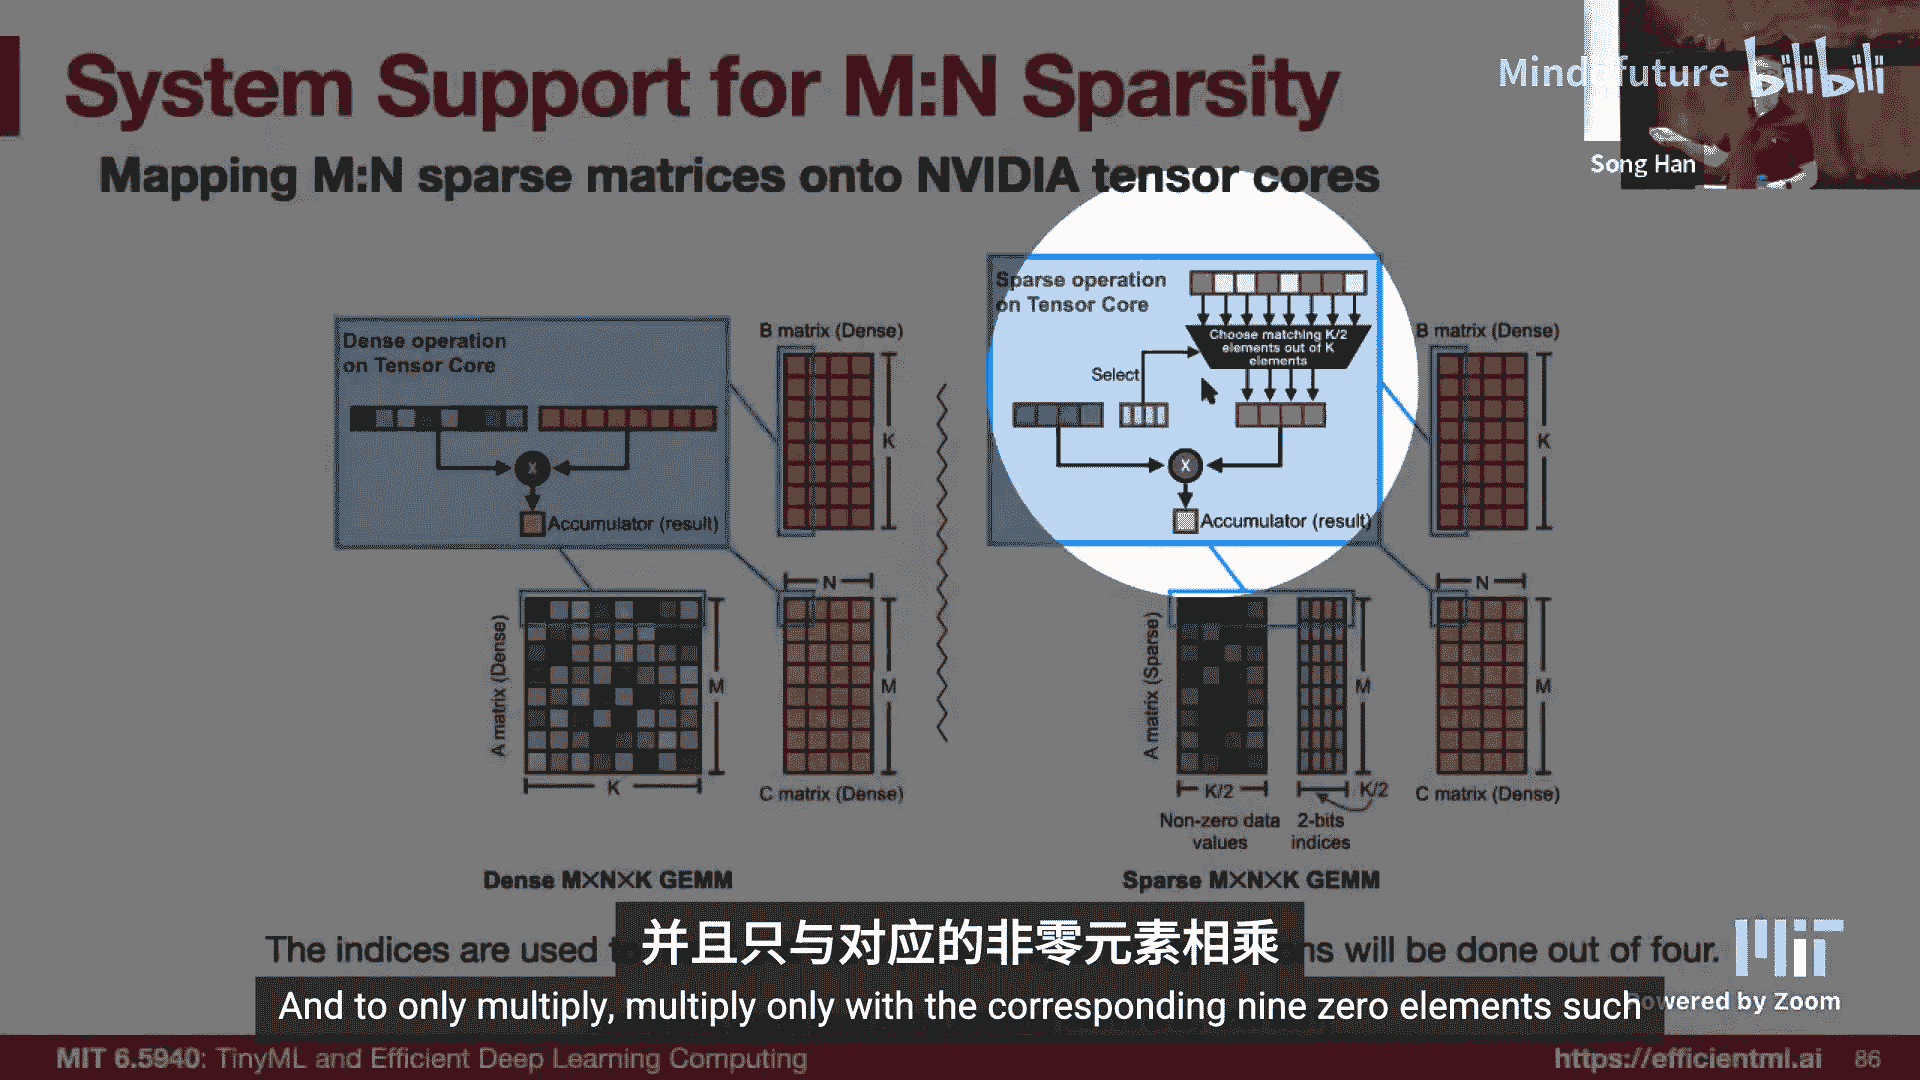 System Support for M:N Sparsity
Mapping M:N sparse matrices onto NVIDIA tensor cores
bilibili
Song Han
Dense operation
on Tensor Core
Accumulator (result)
B matrix (Dense)
K
A matrix (Dense)
M
K
N
M
C matrix (Dense)
Dense M×N×K GEMM
Sparse operation
on Tensor Core
Choose matching K/2
elements out of K
elements
Select
X
Accumulator (result)
B matrix (Dense)
K
A matrix (Sparse)
M
K/2
K/2
Non-zero data
values
2-bits
indices
N
M
C matrix (Dense)
Sparse M×N×K GEMM
The indices are used
will be done out of four.
并且只与对应的非零元素相乘
And to only multiply, multiply only with the corresponding nine zero elements such
MIT
Powered by Zoom
MIT 6.5940: TinyML and Efficient Deep Learning Computing
https://efficientml.ai
86